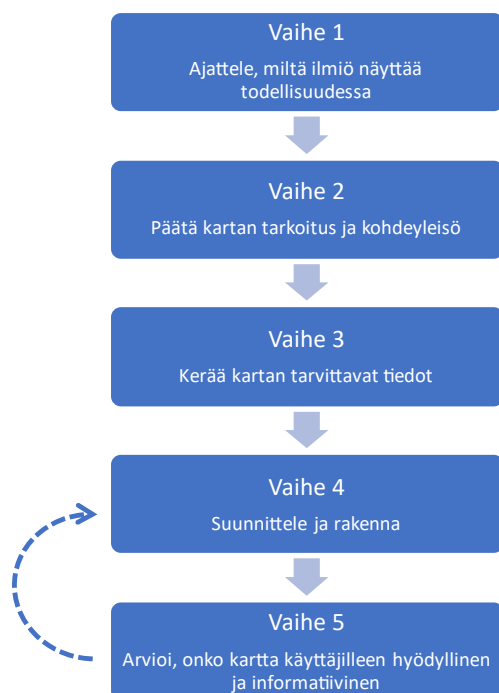 Vaihe 1
Ajattele, miltä ilmiö näyttää
todellisuudessa
Vaihe 2
Päätä kartan tarkoitus ja kohdeyleisö
Vaihe 3
Kerää kartan tarvittavat tiedot
Vaihe 4
Suunnittele ja rakenna
Vaihe 5
Arvioi, onko kartta käyttäjilleen hyödyllinen
ja informatiivinen